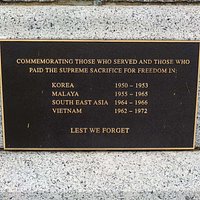 COMMEMORATING THOSE WHO SERVED AND THOSE WHO
PAID THE SUPREME SACRIFICE FOR FREEDOM IN:
KOREA 1950 - 1953
MALAYA 1955 - 1965
SOUTH EAST ASIA 1964 - 1966
VIETNAM 1962 - 1972
LEST WE FORGET